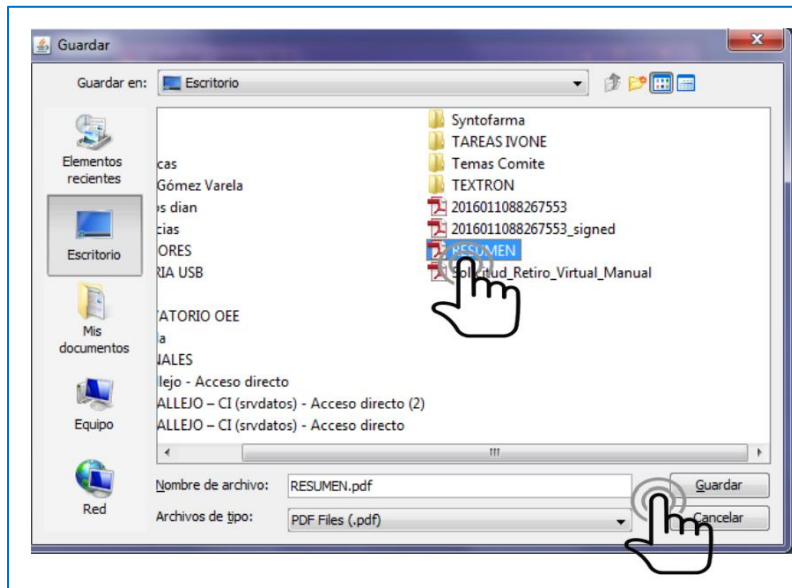 Guardar
Guardar en:
Escritorio
Elementos
recientes
Escritorio
Mis
documentos
Equipo
Red
cas
Gómez Varela
os dian
cias
ORES
RIA USB
ATORIO OEE
la
NALES
llejo - Acceso directo
ALLEJO – CI (srvdatos) - Acceso directo (2)
ALLEJO – CI (srvdatos) - Acceso directo
Syntofarma
TAREAS IVONE
Temas Comite
TEXTRON
2016011088267553
2016011088267553_signed
RESUMEN
Solicitud_Retiro_Virtual_Manual
Nombre de archivo:
RESUMEN.pdf
Guardar
Archivos de tipo:
PDF Files (.pdf)
Cancelar